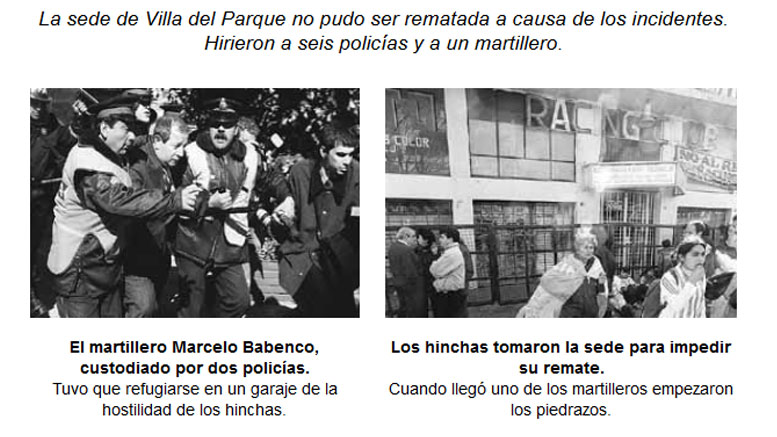 La sede de Villa del Parque no pudo ser rematada a causa de los incidentes.
Hirieron a seis policías y a un martillero.
S COLOR
RACING
NO AL RE
El martillero Marcelo Babenco,
custodiado por dos policías.
Tuvo que refugiarse en un garaje de la
hostilidad de los hinchas.
Los hinchas tomaron la sede para impedir
su remate.
Cuando llegó uno de los martilleros empezaron
los piedrazos.